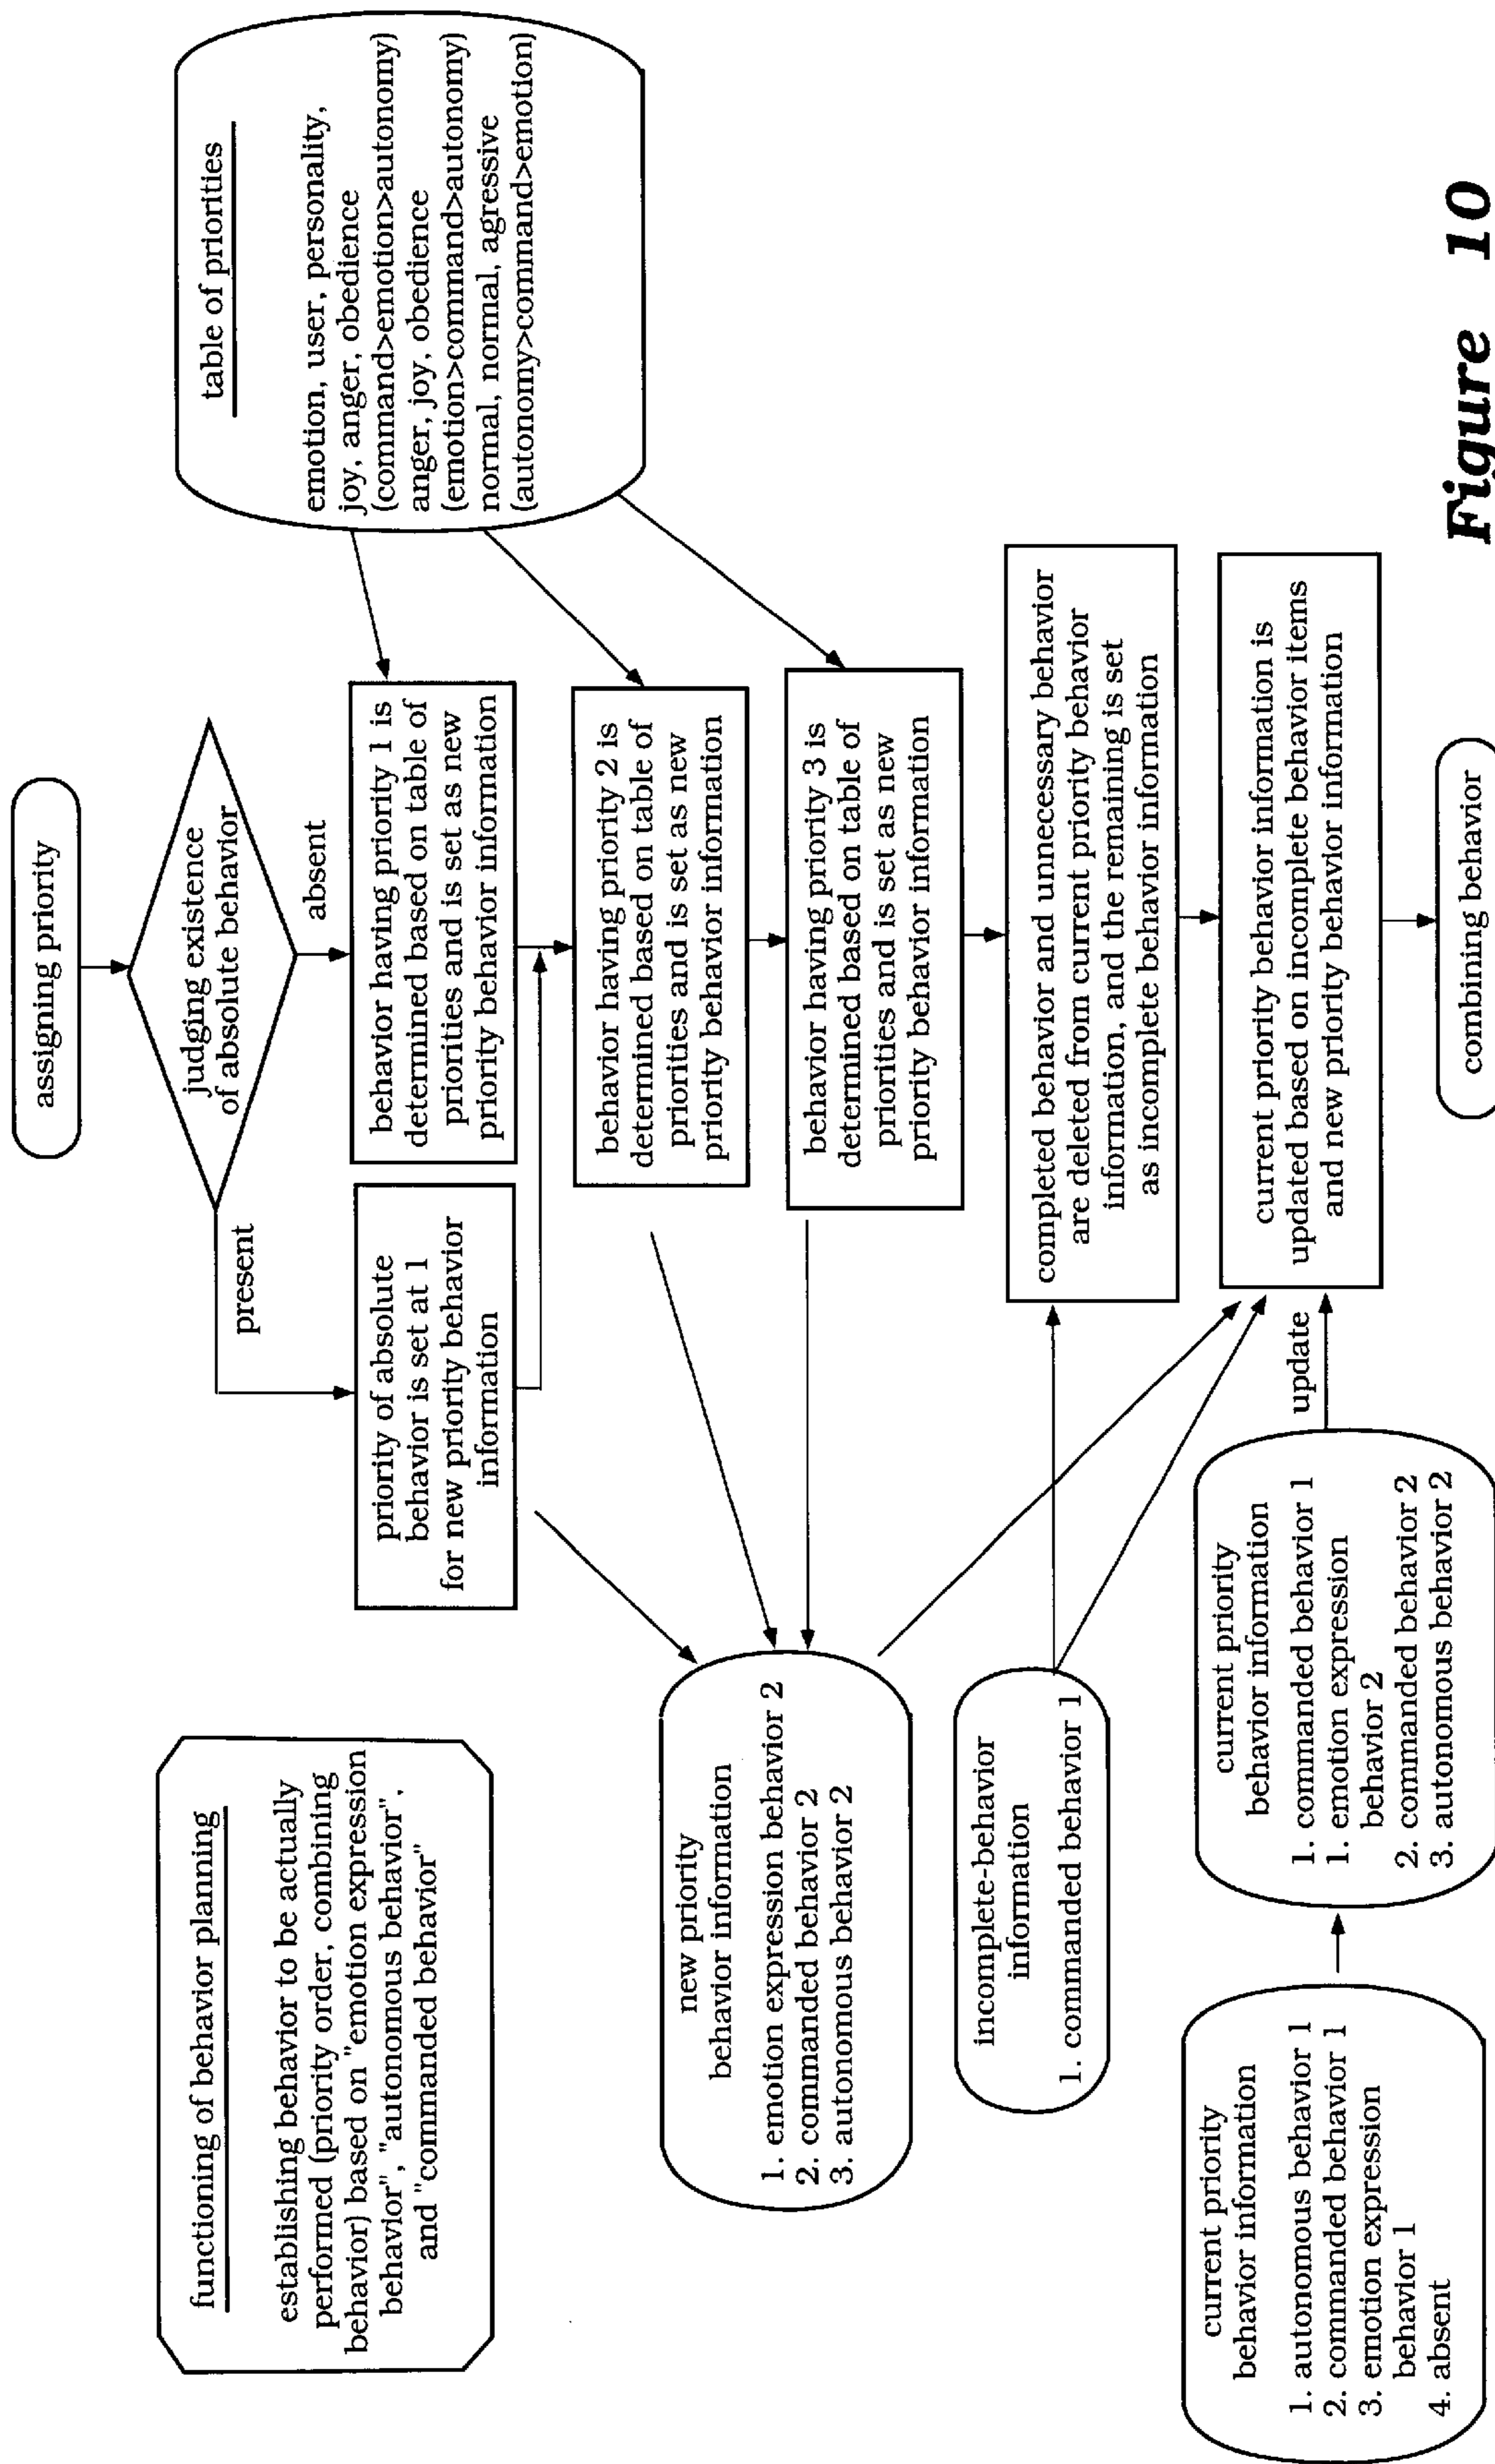 functioning of behavior planning
establishing behavior to be actually
performed (priority order, combining
behavior) based on "emotion expression
behavior", "autonomous behavior",
and "commanded behavior"
assigning priority
judging existence
of absolute behavior
present
absent
priority of absolute
behavior is set at 1
for new priority behavior
information
behavior having priority 1 is
determined based on table of
priorities and is set as new
priority behavior information
table of priorities
emotion, user, personality,
joy, anger, obedience
(command>emotion>autonomy)
anger, joy, obedience
(emotion>command>autonomy)
normal, normal, agressive
(autonomy>command>emotion)
behavior having priority 2 is
determined based on table of
priorities and is set as new
priority behavior information
behavior having priority 3 is
determined based on table of
priorities and is set as new
priority behavior information
new priority
behavior information
1. emotion expression behavior 2
2. commanded behavior 2
3. autonomous behavior 2
incomplete-behavior
information
1. commanded behavior 1
completed behavior and unnecessary behavior
are deleted from current priority behavior
information, and the remaining is set
as incomplete behavior information
current priority
behavior information
1. autonomous behavior 1
2. commanded behavior 1
3. emotion expression
behavior 1
4. absent
current priority
behavior information
1. commanded behavior 1
1. emotion expression
behavior 2
2. commanded behavior 2
3. autonomous behavior 2
update
current priority behavior information is
updated based on incomplete behavior items
and new priority behavior information
combining behavior
Figure 10